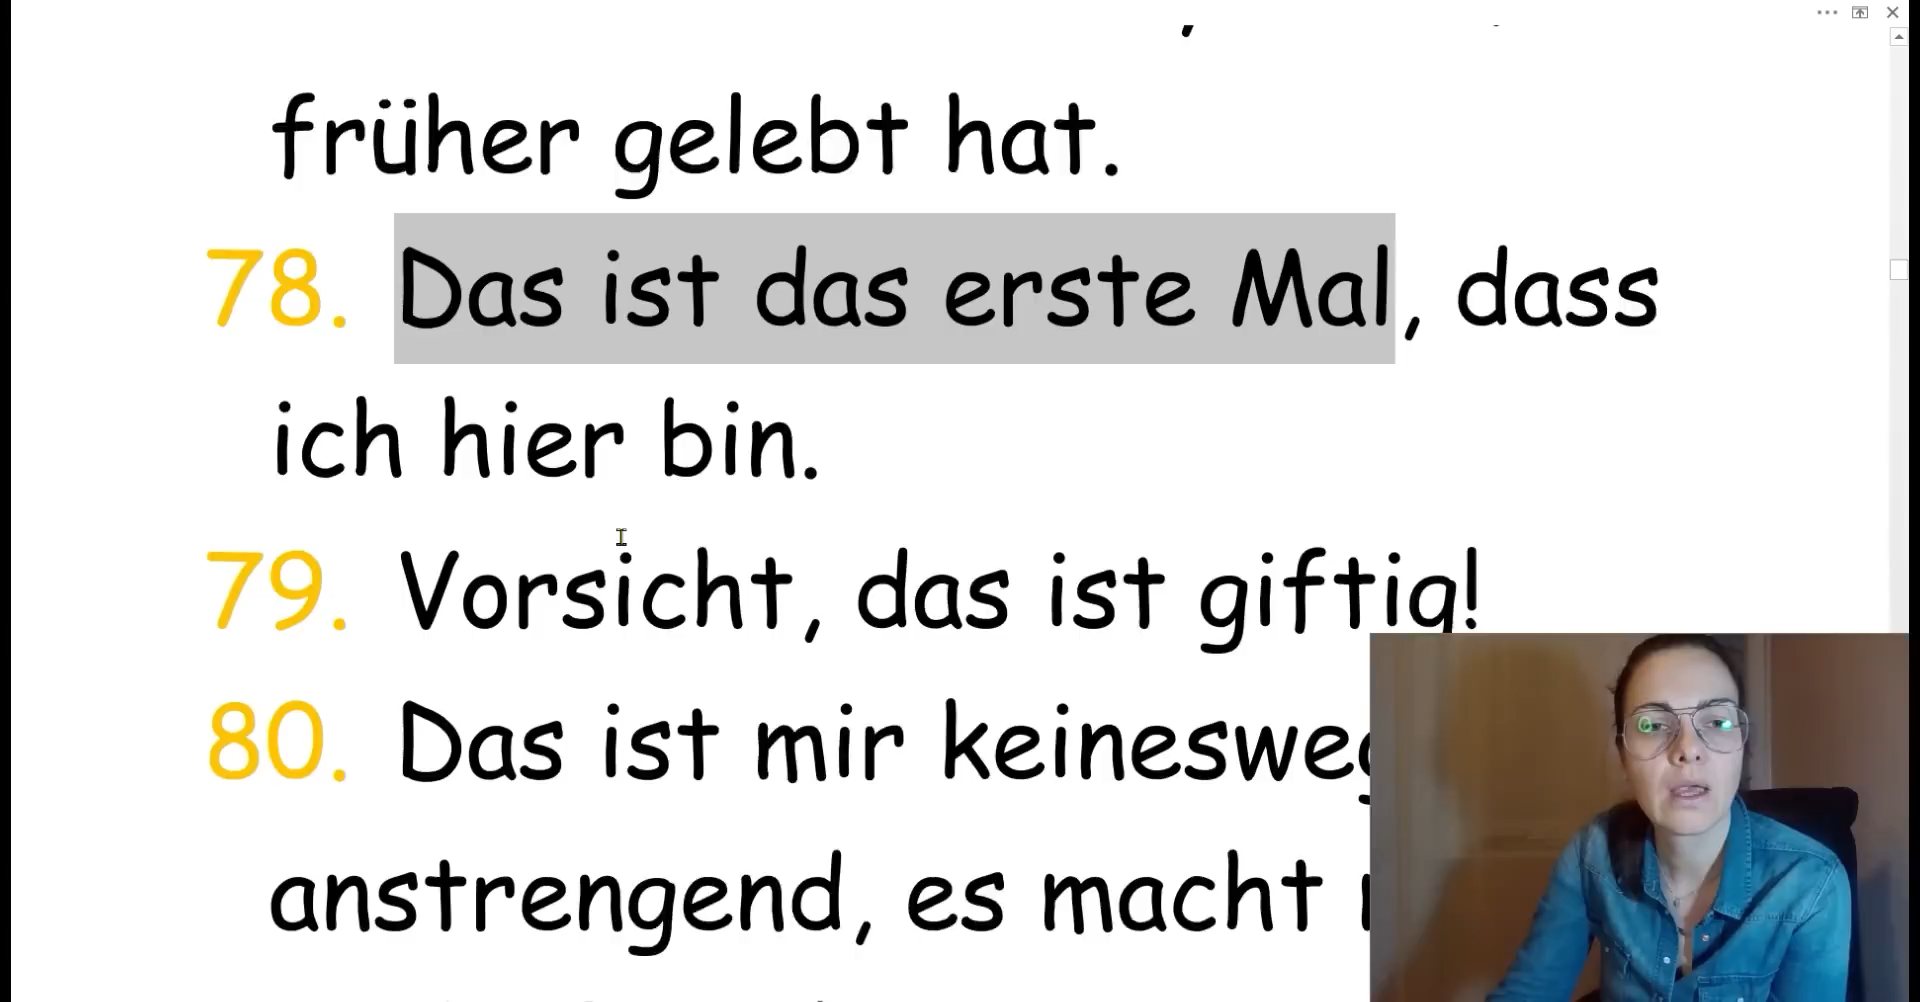 früher gelebt hat.
78. Das ist das erste Mal, dass
ich hier bin.
79. Vorsicht, das ist giftig!
80. Das ist mir
anstrengend, es macht